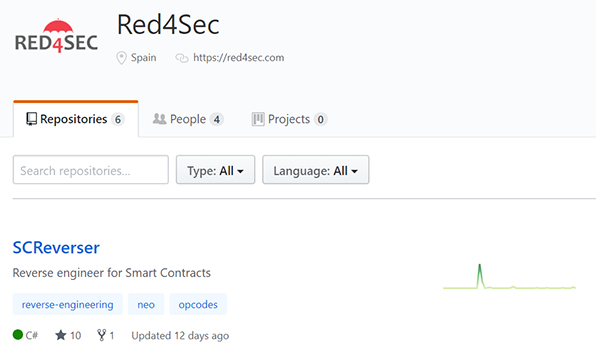 Red4Sec
RED4SEC
Spain https://red4sec.com
Repositories 6 People 4 Projects 0
Search repositories... Type: All Language: All
SCReverser
Reverse engineer for Smart Contracts
reverse-engineering neo opcodes
C# 10 1 Updated 12 days ago